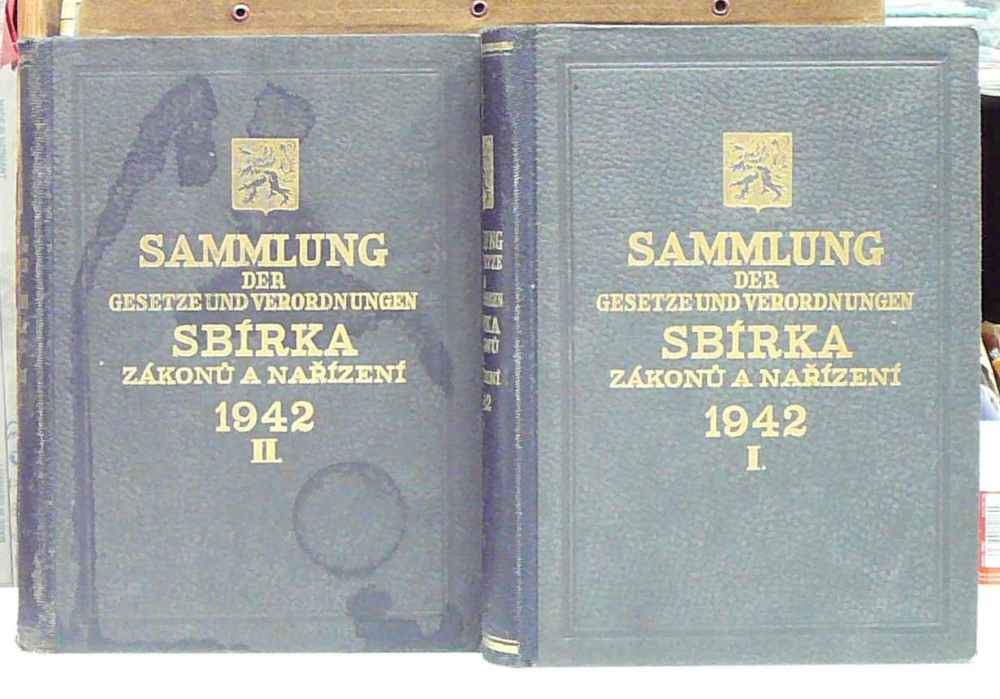 SAMMLUNG
DER
GESETZE UND VERORDNUNGEN
SBÍRKA
ZÁKONŮ A NAŘÍZENÍ
1942
II.
SAMMLUNG
DER
GESETZE UND VERORDNUNGEN
SBÍRKA
ZÁKONŮ A NAŘÍZENÍ
1942
I.